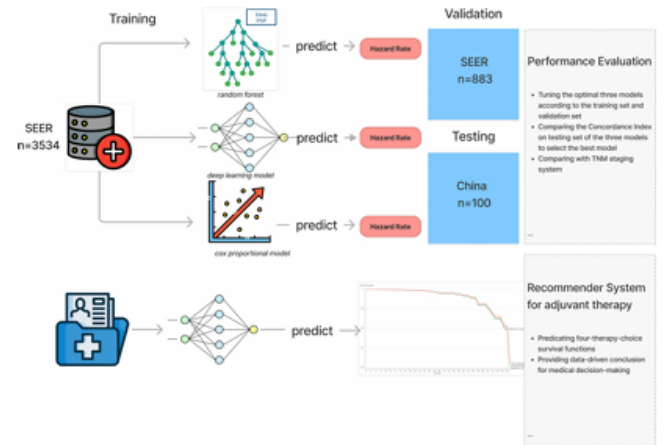 Training
Validation
random forest
predict
Hazard Rate
SEER
n=883
SEER
n=3534
deep learning model
predict
Hazard Rate
Testing
China
n=100
cox proportional model
predict
Hazard Rate
Performance Evaluation
Tuning the optimal three models
according to the training set and
validation set
Comparing the Concordance Index
on testing set of the three models
to select the best model
Comparing with TNM staging
system
predict
Recommender System
for adjuvant therapy
Predicating four-therapy-choice
survival functions
Providing data-driven conclusion
for medical decision-making